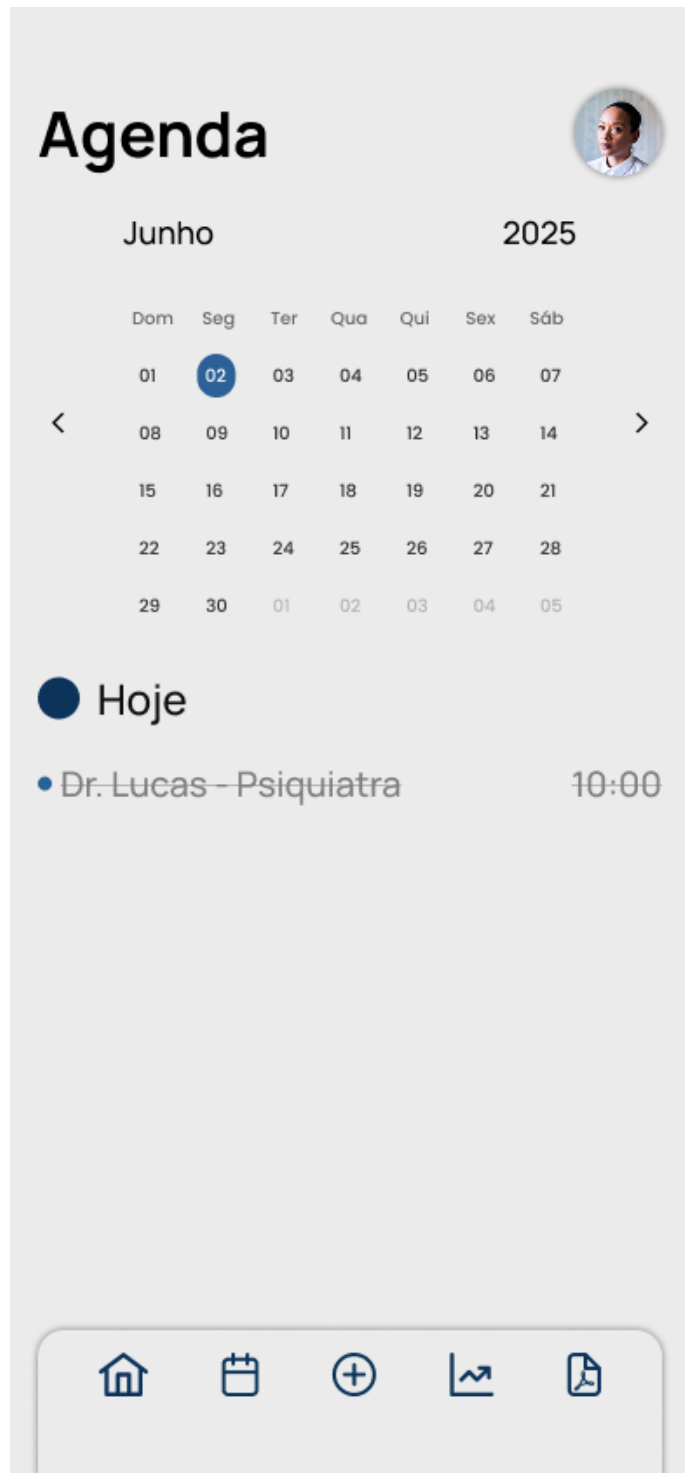 Agenda
Junho 2025
Dom Seg Ter Qua Qui Sex Sáb
01 02 03 04 05 06 07
08 09 10 11 12 13 14
15 16 17 18 19 20 21
22 23 24 25 26 27 28
29 30 01 02 03 04 05
Hoje
Dr. Lucas - Psiquiatra 10:00